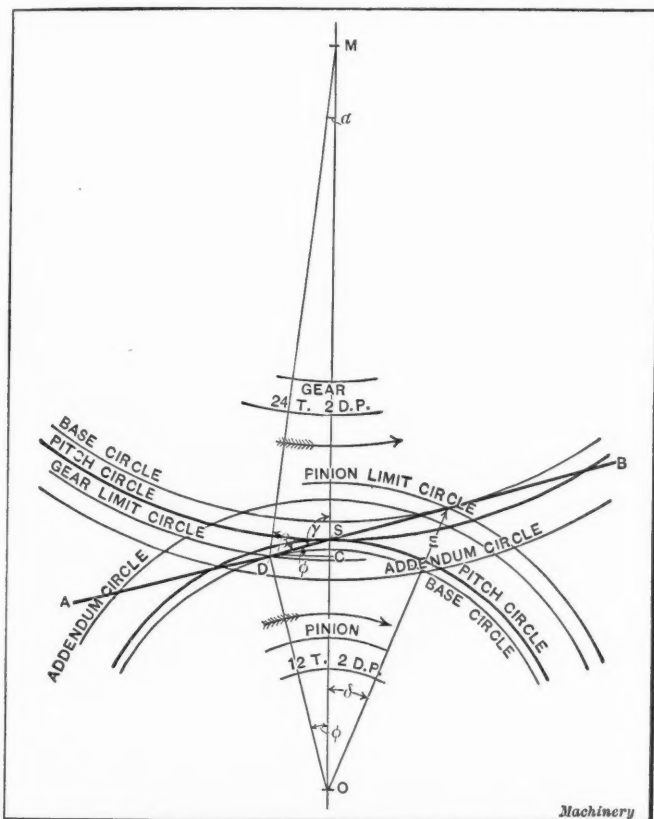 M
α
GEAR
24 T. 2 D.P.
BASE CIRCLE
PITCH CIRCLE
GEAR LIMIT CIRCLE
PINION LIMIT CIRCLE
B
γ
S
E
C
ϕ
D
ADDENDUM CIRCLE
A
ADDENDUM CIRCLE
PITCH CIRCLE
BASE CIRCLE
PINION
12 T. 2 D.P.
δ
ϕ
O
Machinery